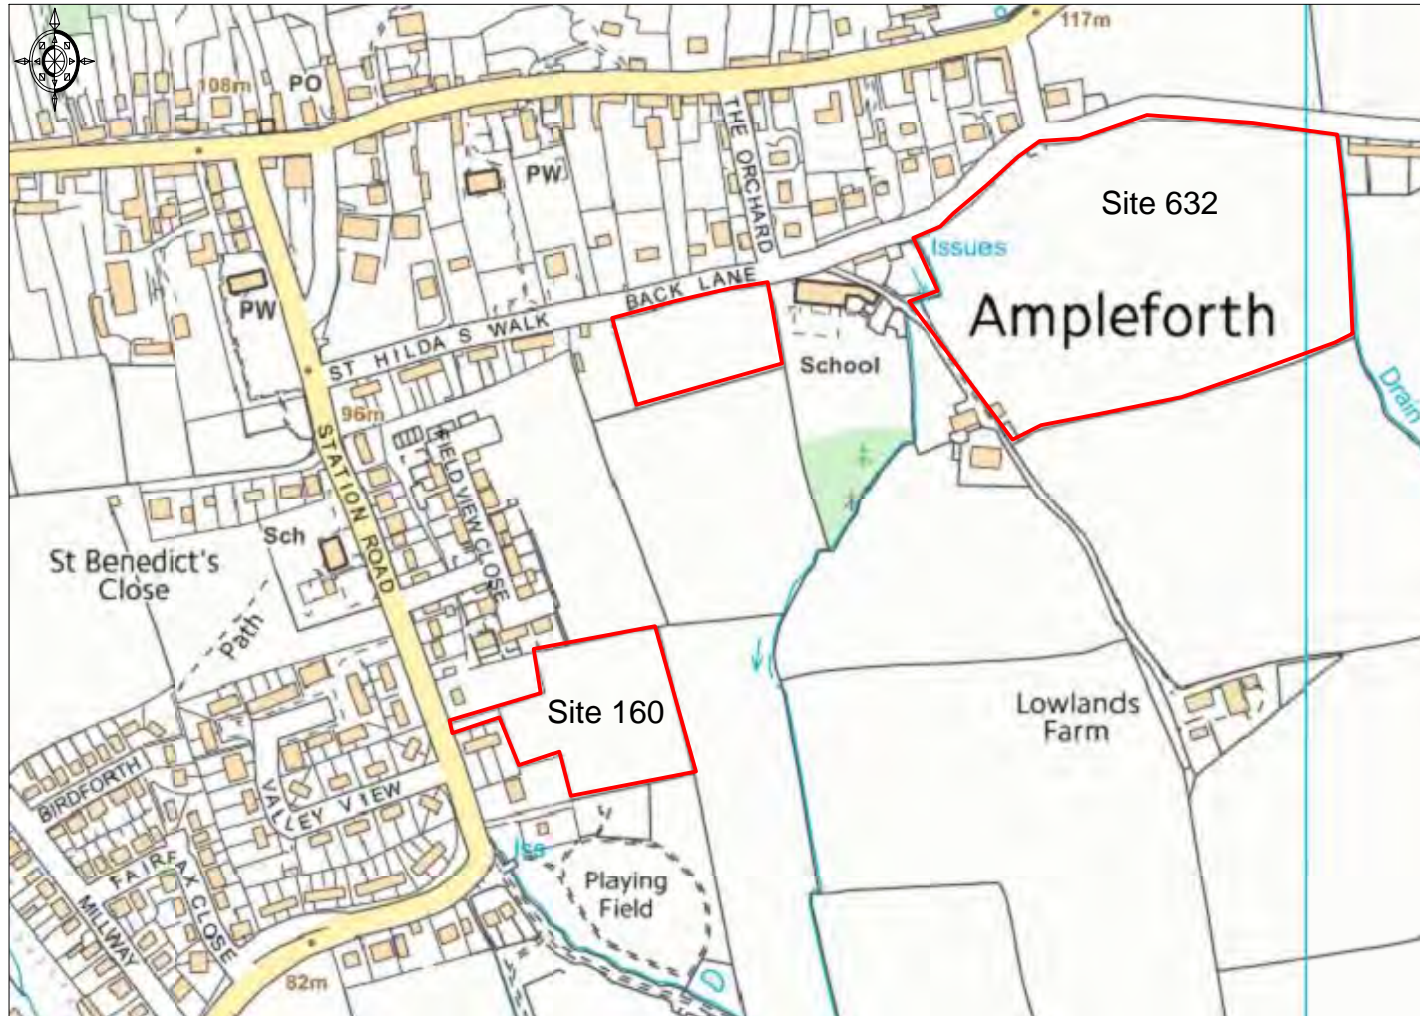 117m
108m
PO
THE ORCHARD
PW
Site 632
Issues
BACK LANE
PW
Ampleforth
ST HILDA S WALK
School
Drain
96m
STATION ROAD
FIELD VIEW CLOSE
Sch
St Benedict's
Close
Path
Site 160
Lowlands
Farm
BIRDFORTH
VALLEY VIEW
FAIRFAX CLOSE
Iss
Playing
Field
MILLWAY
D
82m